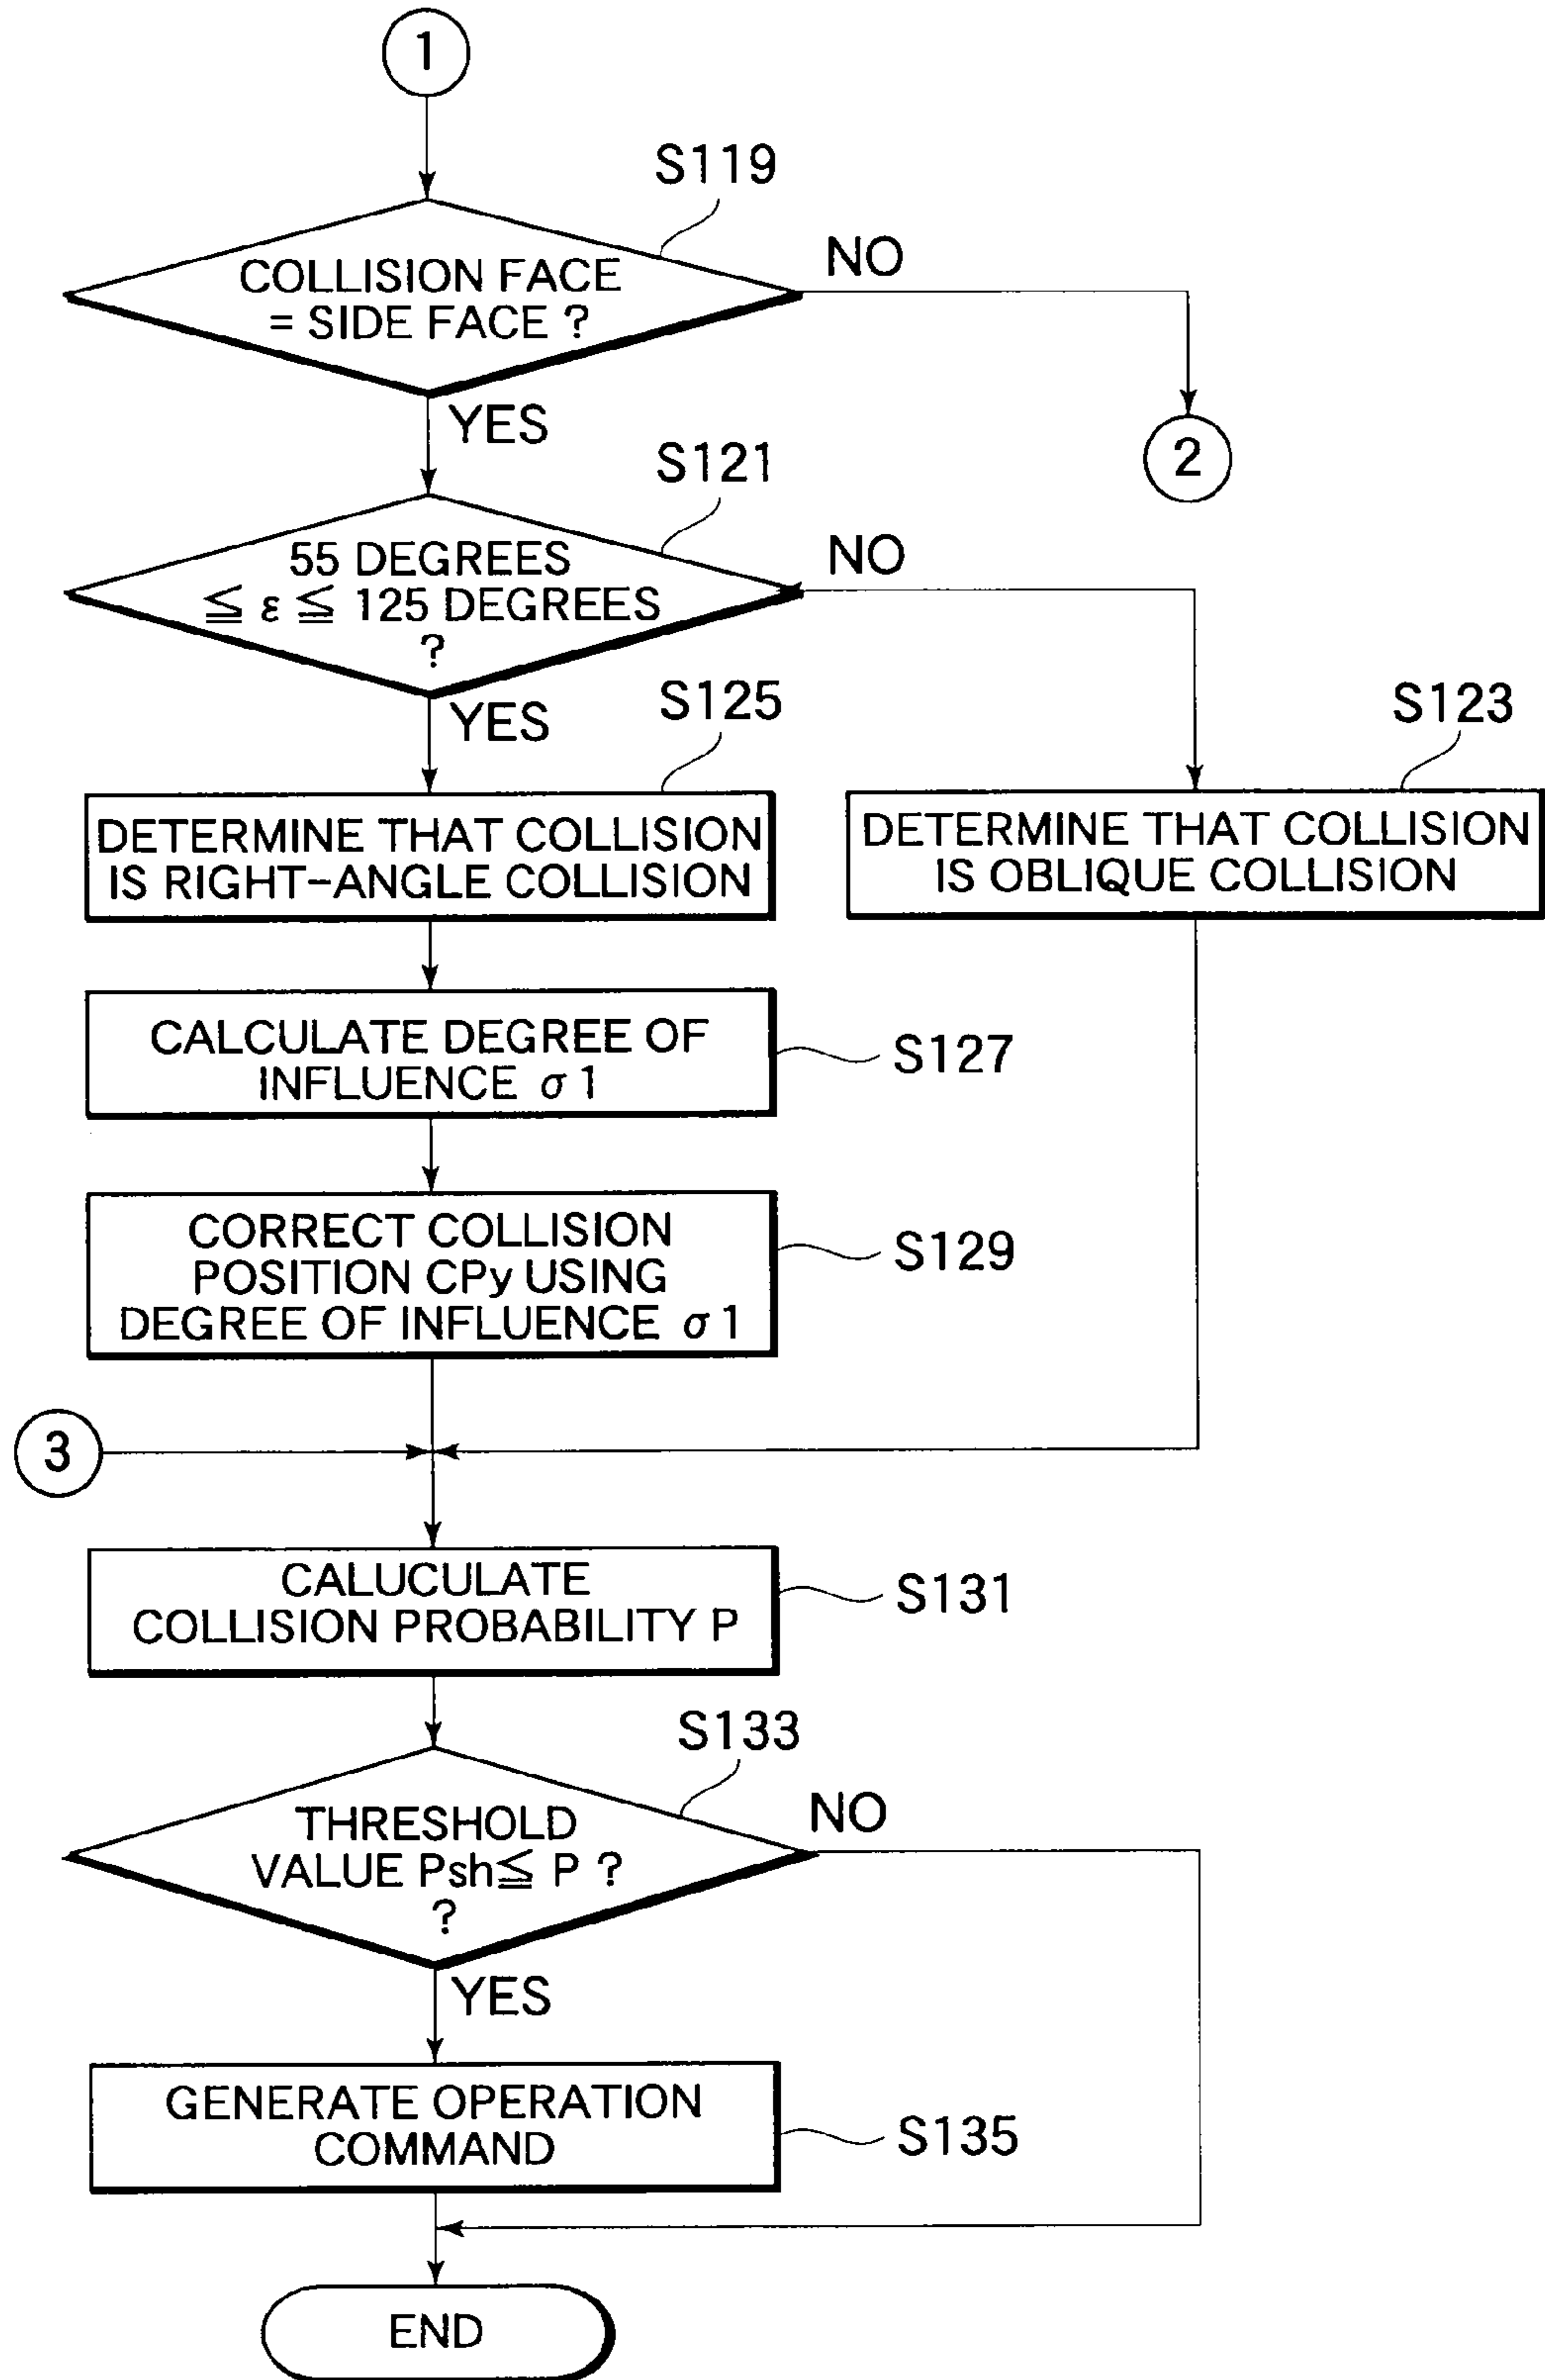 1
S119
COLLISION FACE
= SIDE FACE ?
NO
YES
2
S121
55 DEGREES
≦ ε ≦ 125 DEGREES
?
NO
YES
S125
S123
DETERMINE THAT COLLISION
IS RIGHT-ANGLE COLLISION
DETERMINE THAT COLLISION
IS OBLIQUE COLLISION
CALCULATE DEGREE OF
INFLUENCE σ 1
S127
CORRECT COLLISION
POSITION CPy USING
DEGREE OF INFLUENCE σ 1
S129
3
CALUCULATE
COLLISION PROBABILITY P
S131
S133
THRESHOLD
VALUE Psh≦ P ?
?
NO
YES
GENERATE OPERATION
COMMAND
S135
END